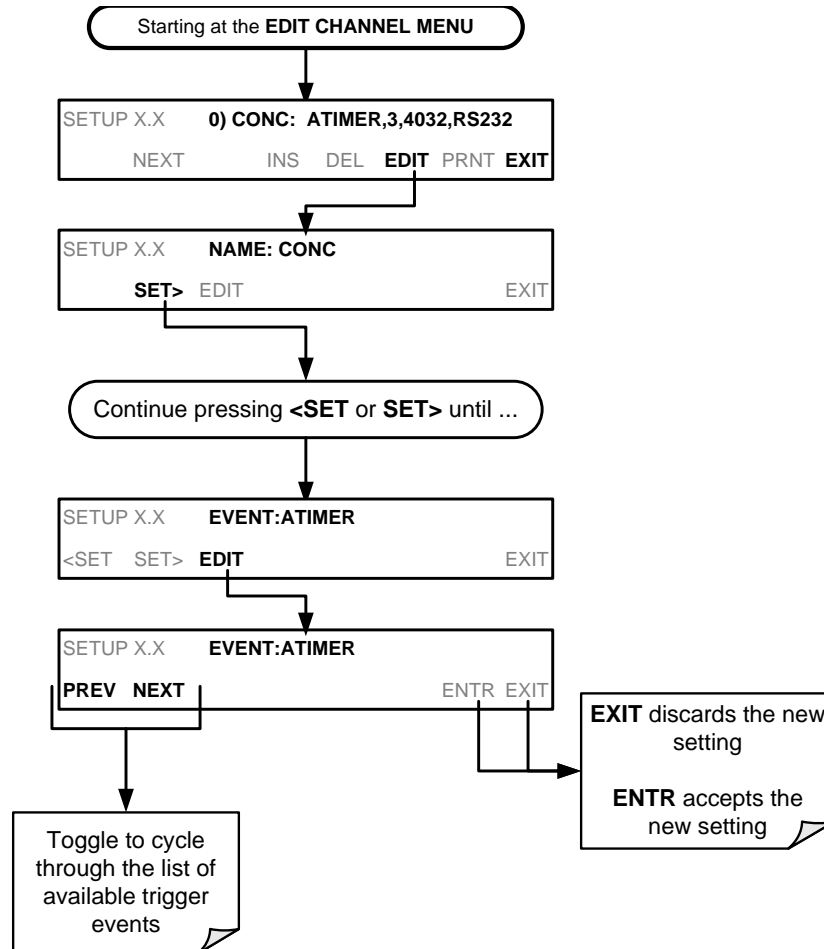 Starting at the EDIT CHANNEL MENU
SETUP X.X 0) CONC: ATIMER,3,4032,RS232
NEXT INS DEL EDIT PRNT EXIT
SETUP X.X NAME: CONC
SET> EDIT EXIT
Continue pressing <SET or SET> until ...
SETUP X.X EVENT:ATIMER
<SET SET> EDIT EXIT
SETUP X.X EVENT:ATIMER
PREV NEXT ENTR EXIT
EXIT discards the new
setting
ENTR accepts the
new setting
Toggle to cycle
through the list of
available trigger
events